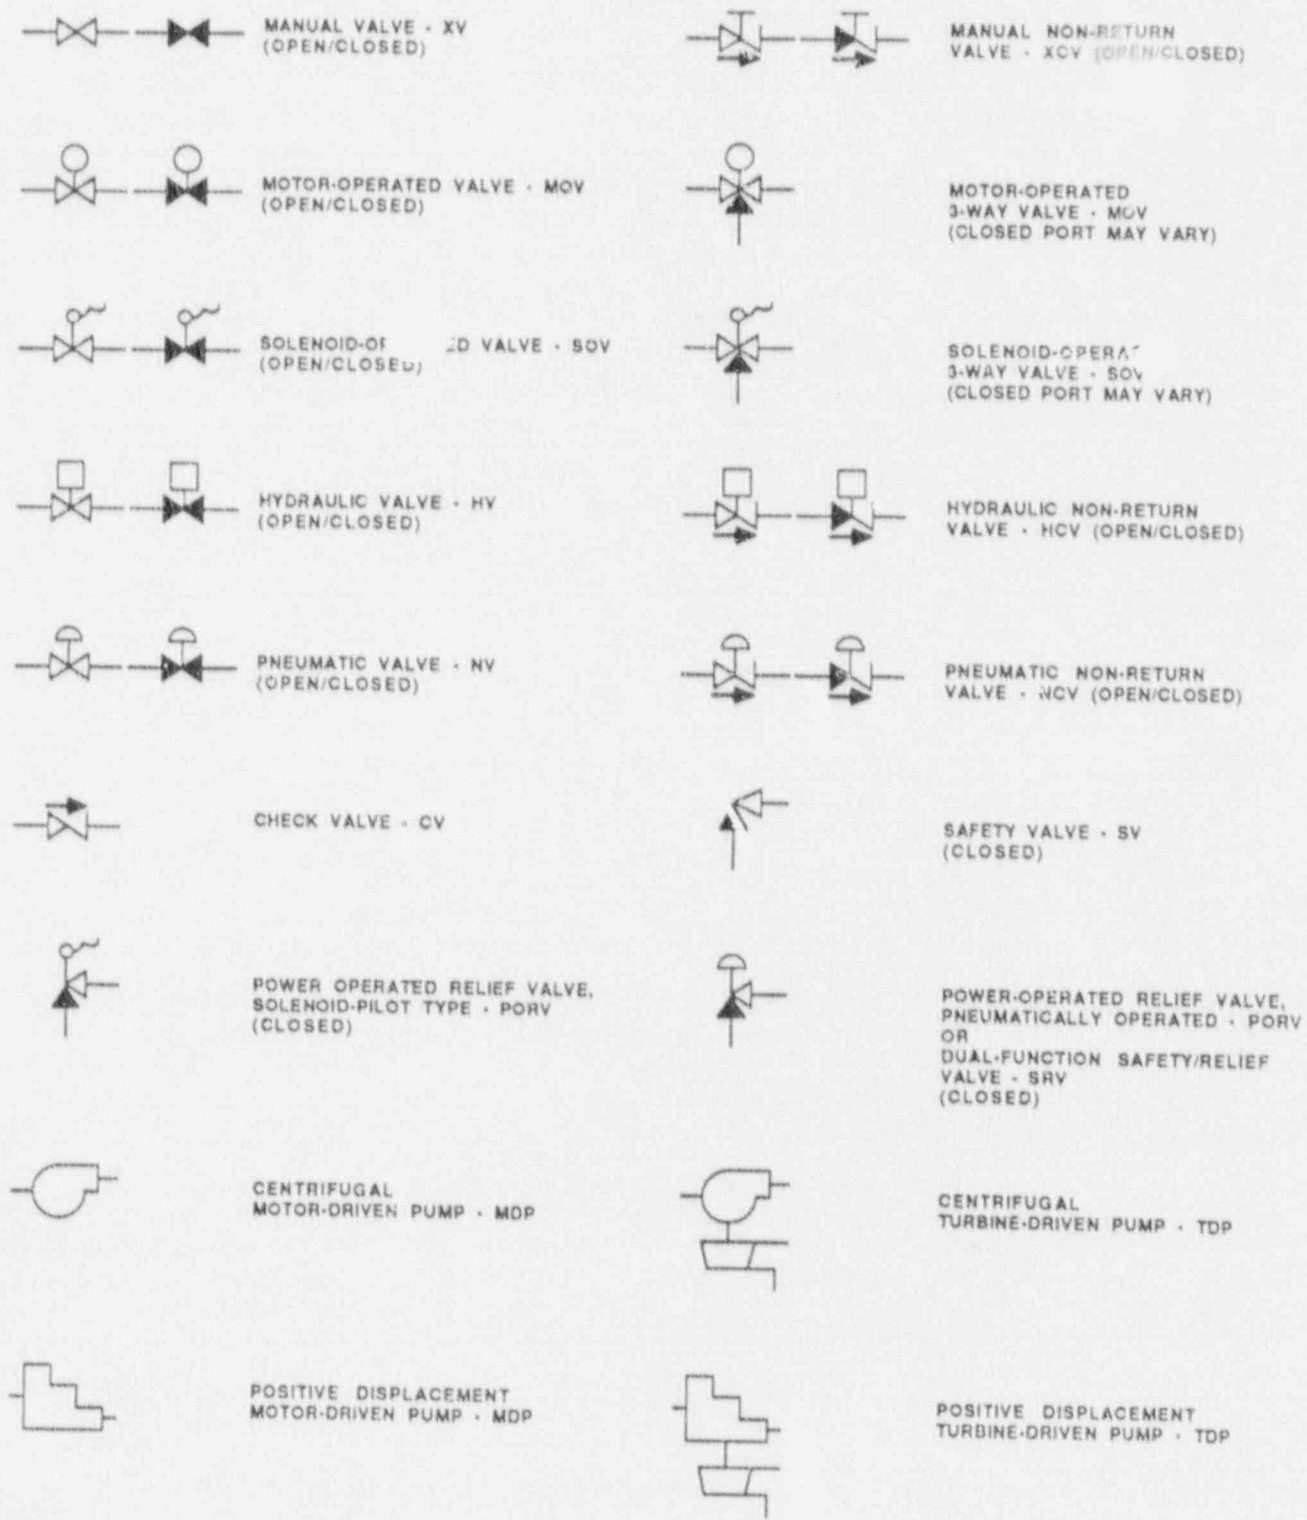 MANUAL VALVE - XV
(OPEN/CLOSED)
MANUAL NON-RETURN
VALVE - XCV (OPEN/CLOSED)
MOTOR-OPERATED VALVE - MOV
(OPEN/CLOSED)
MOTOR-OPERATED
3-WAY VALVE - MOV
(CLOSED PORT MAY VARY)
VALVE - SOV
(OPEN/CLOSED)
3-WAY VALVE - SOV
(CLOSED PORT MAY VARY)
HYDRAULIC VALVE - HV
(OPEN/CLOSED)
HYDRAULIC NON-RETURN
VALVE - HCV (OPEN/CLOSED)
PNEUMATIC VALVE - NV
(OPEN/CLOSED)
PNEUMATIC NON-RETURN
VALVE - NCV (OPEN/CLOSED)
CHECK VALVE - CV
SAFETY VALVE - SV
(CLOSED)
POWER OPERATED RELIEF VALVE,
SOLENOID-PILOT TYPE - PORV
(CLOSED)
POWER-OPERATED RELIEF VALVE,
PNEUMATICALLY OPERATED - PORV
OR
DUAL-FUNCTION SAFETY/RELIEF
VALVE - SRV
(CLOSED)
CENTRIFUGAL
MOTOR-DRIVEN PUMP - MDP
CENTRIFUGAL
TURBINE-DRIVEN PUMP - TDP
POSITIVE DISPLACEMENT
MOTOR-DRIVEN PUMP - MDP
POSITIVE DISPLACEMENT
TURBINE-DRIVEN PUMP - TDP